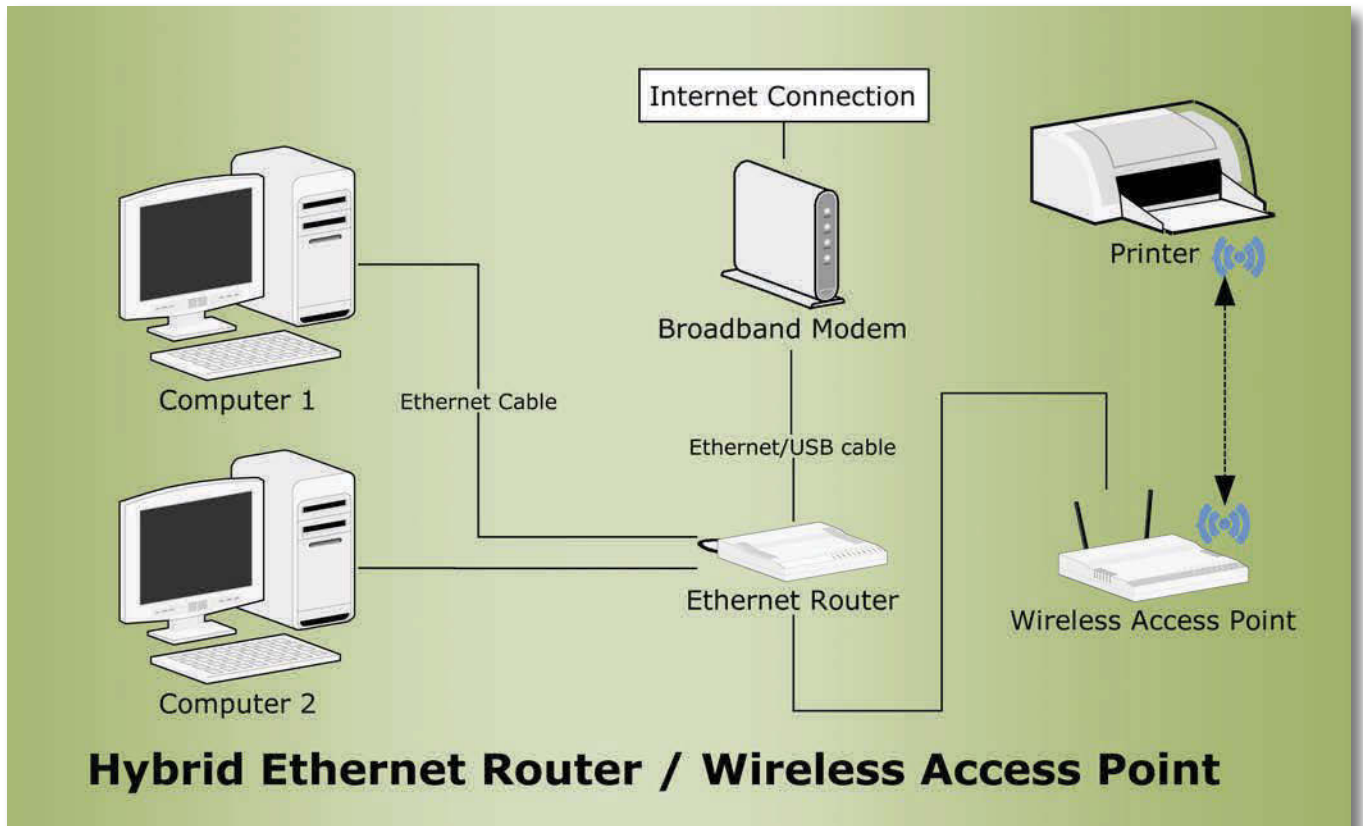 Internet Connection
Printer
Broadband Modem
Computer 1
Ethernet Cable
Ethernet/USB cable
Ethernet Router
Wireless Access Point
Computer 2
Hybrid Ethernet Router / Wireless Access Point